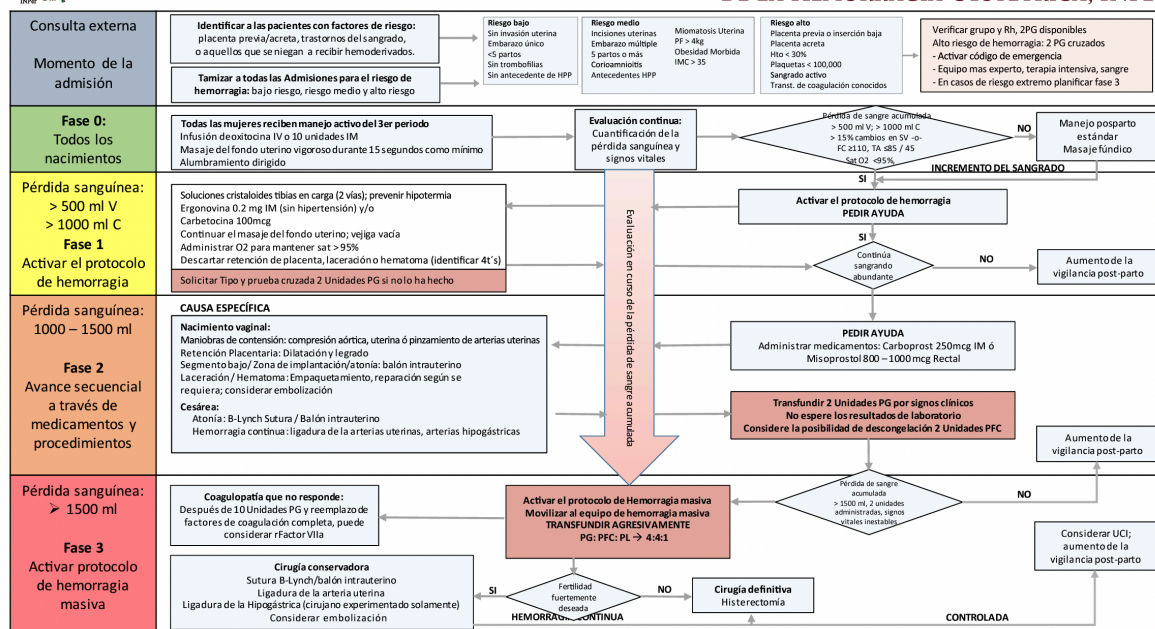 Consulta externa
Momento de la
admisión
Identificar a las pacientes con factores de riesgo:
placenta previa/acreta, trastornos del sangrado,
o aquellos que se niegan a recibir hemoderivados.
Tamizar a todas las Admisiones para el riesgo de
hemorragia: bajo riesgo, riesgo medio y alto riesgo
Riesgo bajo
Sin invasión uterina
Embarazo único
<5 partos
Sin trombofilias
Sin antecedente de HPP
Riesgo medio
Incisiones uterinas
Embarazo múltiple
5 partos o más
Corioamnioitis
Antecedentes HPP
Miomatosis Uterina
PF > 4kg
Obesidad Morbida
IMC > 35
Riesgo alto
Placenta previa o inserción baja
Placenta acreta
Hto < 30%
Plaquetas < 100,000
Sangrado activo
Transt. de coagulación conocidos
Verificar grupo y Rh, 2PG disponibles
Alto riesgo de hemorragia: 2 PG cruzados
- Activar código de emergencia
- Equipo mas experto, terapia intensiva, sangre
- En casos de riesgo extremo planificar fase 3
Fase 0:
Todos los
nacimientos
Todas las mujeres reciben manejo activo del 3er periodo
Infusión deoxitocina IV o 10 unidades IM
Masaje del fondo uterino vigoroso durante 15 segundos como mínimo
Alumbramiento dirigido
Evaluación continua:
Cuantificación de la
pérdida sanguínea y
signos vitales
Pérdida de sangre acumulada
> 500 ml V; > 1000 ml C
> 15% cambios en SV -o-
FC ≥110, TA ≤85 / 45
Sat O2 <95%,
NO
Manejo posparto
estándar
Masaje fúndico
INCREMENTO DEL SANGRADO
SI
Pérdida sanguínea:
> 500 ml V
> 1000 ml C
Fase 1
Activar el protocolo
de hemorragia
Soluciones cristaloides tibias en carga (2 vías); prevenir hipotermia
Ergonovina 0.2 mg IM (sin hipertensión) y/o
Carbetocina 100mcg
Continuar el masaje del fondo uterino; vejiga vacía
Administrar O2 para mantener sat > 95%
Descartar retención de placenta, laceración o hematoma (identificar 4t´s)
Solicitar Tipo y prueba cruzada 2 Unidades PG si no lo ha hecho
Evaluación en curso de la pérdida de sangre acumulada
Activar el protocolo de hemorragia
PEDIR AYUDA
SI
Continúa
sangrando
abundante
NO
Aumento de la
vigilancia post-parto
Pérdida sanguínea:
1000 – 1500 ml
Fase 2
Avance secuencial
a través de
medicamentos y
procedimientos
CAUSA ESPECÍFICA
Nacimiento vaginal:
Maniobras de contensión: compresión aórtica, uterina ó pinzamiento de arterias uterinas
Retención Placentaria: Dilatación y legrado
Segmento bajo/ Zona de implantación/atonía: balón intrauterino
Laceración / Hematoma: Empaquetamiento, reparación según se
requiera; considerar embolización
Cesárea:
Atonía: B-Lynch Sutura / Balón intrauterino
Hemorragia continua: ligadura de la arterias uterinas, arterias hipogástricas
PEDIR AYUDA
Administrar medicamentos: Carboprost 250mcg IM ó
Misoprostol 800 – 1000 mcg Rectal
Transfundir 2 Unidades PG por signos clínicos
No espere los resultados de laboratorio
Considere la posibilidad de descongelación 2 Unidades PFC
Aumento de la
vigilancia post-parto
Pérdida sanguínea:
➢ 1500 ml
Fase 3
Activar protocolo
de hemorragia
masiva
Coagulopatía que no responde:
Después de 10 Unidades PG y reemplazo de
factores de coagulación completa, puede
considerar rFactor VIIa
Activar el protocolo de Hemorragia masiva
Movilizar al equipo de hemorragia masiva
TRANSFUNDIR AGRESIVAMENTE
PG: PFC: PL → 4:4:1
Pérdida de sangre
acumulada
> 1500 ml, 2 unidades
administradas, signos
vitales inestables
NO
Considerar UCI;
aumento de la
vigilancia post-parto
Cirugía conservadora
Sutura B-Lynch/balón intrauterino
Ligadura de la arteria uterina
Ligadura de la Hipogástrica (cirujano experimentado solamente)
Considerar embolización
SI
Fertilidad
fuertemente
deseada
NO
Cirugía definitiva
Histerectomía
CONTROLADA